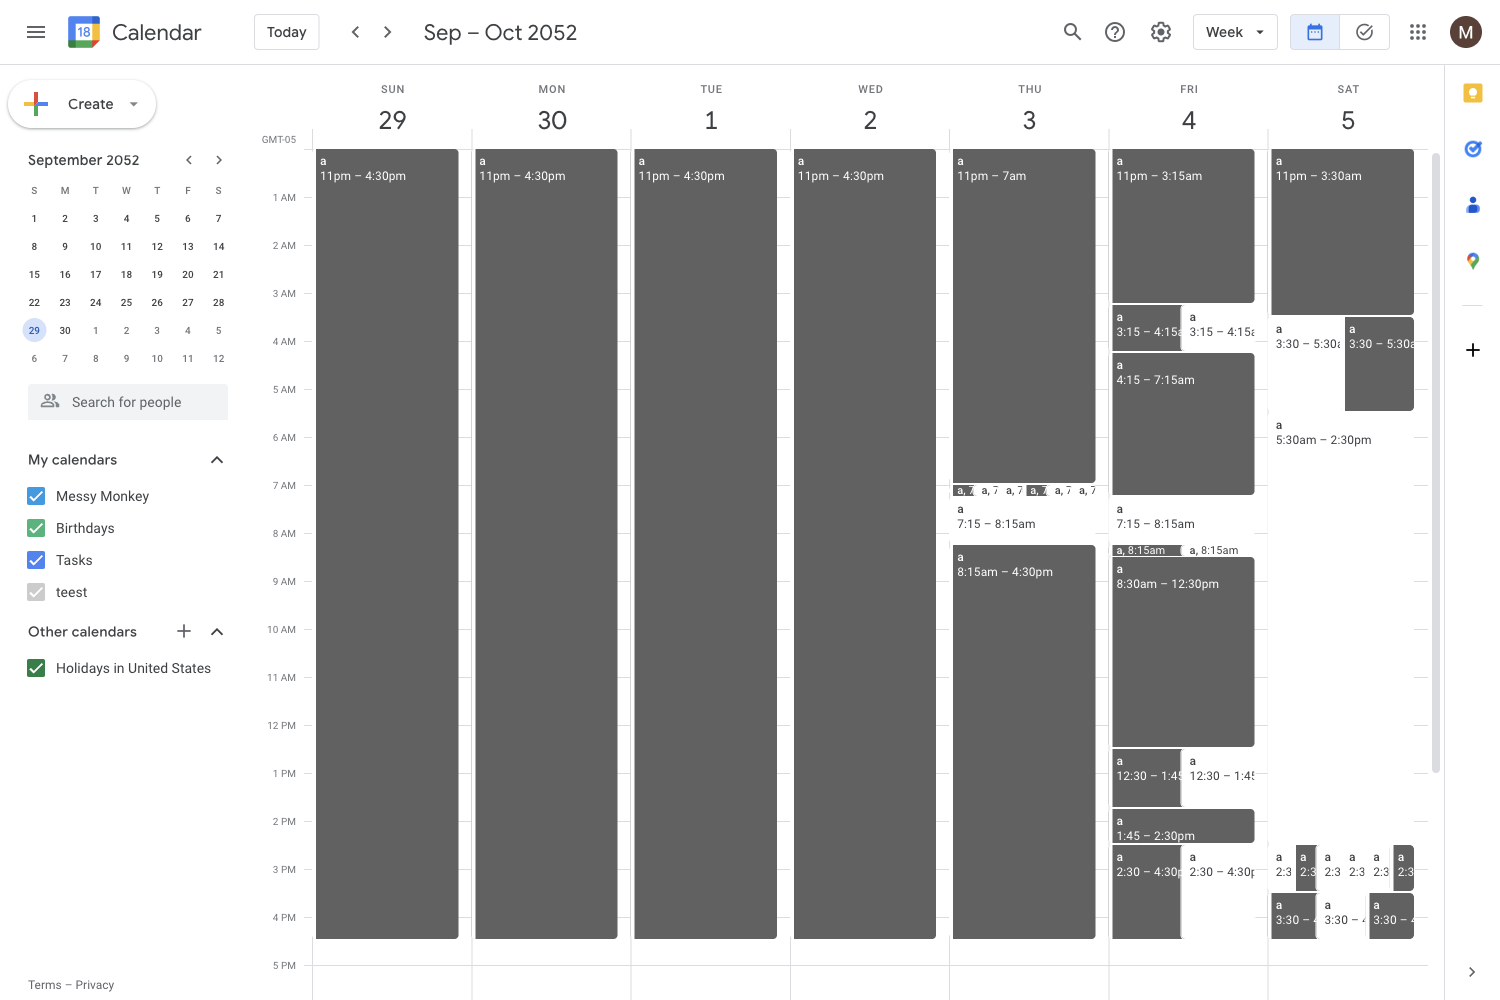 18 Calendar Today Sep – Oct 2052 Week M
Create
September 2052
S M T W T F S
1 2 3 4 5 6 7
8 9 10 11 12 13 14
15 16 17 18 19 20 21
22 23 24 25 26 27 28
29 30 1 2 3 4 5
6 7 8 9 10 11 12
Search for people
My calendars
Messy Monkey
Birthdays
Tasks
teest
Other calendars
Holidays in United States
Terms – Privacy
SUN MON TUE WED THU FRI SAT
29 30 1 2 3 4 5
GMT-05
1 AM
2 AM
3 AM
4 AM
5 AM
6 AM
7 AM
8 AM
9 AM
10 AM
11 AM
12 PM
1 PM
2 PM
3 PM
4 PM
5 PM
a
11pm – 4:30pm
a
11pm – 4:30pm
a
11pm – 4:30pm
a
11pm – 4:30pm
a
11pm – 7am
a, 7 a, 7 a, 7 a, 7 a, 7 a, 7
a
7:15 – 8:15am
a
8:15am – 4:30pm
a
11pm – 3:15am
a a
3:15 – 4:15a 3:15 – 4:15a
a
4:15 – 7:15am
a
7:15 – 8:15am
a, 8:15am a, 8:15am
a
8:30am – 12:30pm
a a
12:30 – 1:45 12:30 – 1:45
a
1:45 – 2:30pm
a a
2:30 – 4:30p 2:30 – 4:30p
a
11pm – 3:30am
a a
3:30 – 5:30a 3:30 – 5:30a
a
5:30am – 2:30pm
a a a a a a
2:3 2:3 2:3 2:3 2:3 2:3
a a a
3:30 – 4 3:30 – 4 3:30 – 4